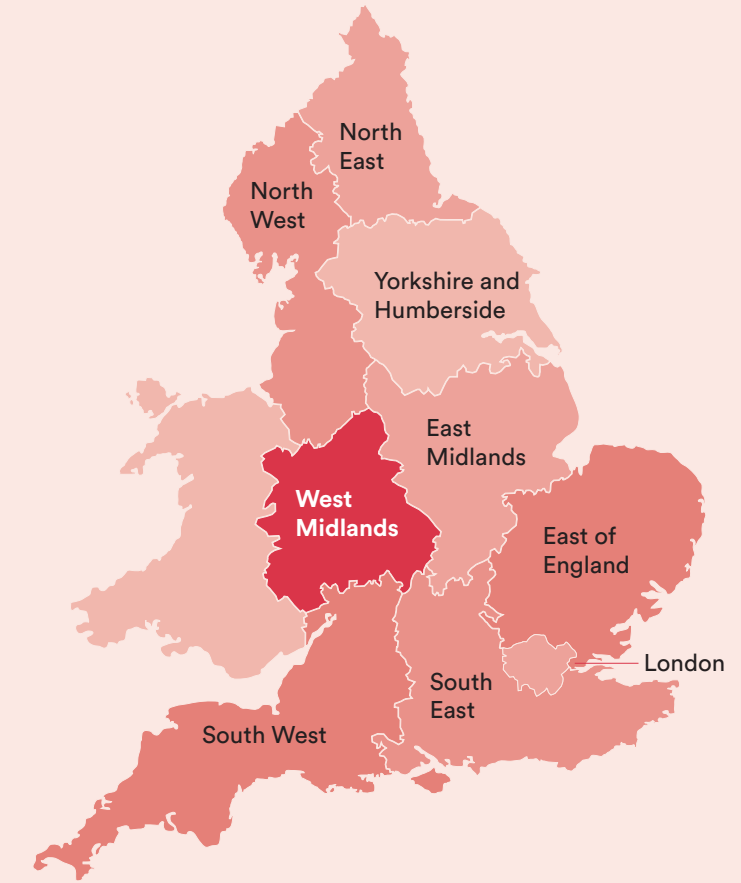 North
East
North
West
Yorkshire and
Humberside
East
Midlands
West
Midlands
East of
England
London
South
East
South West